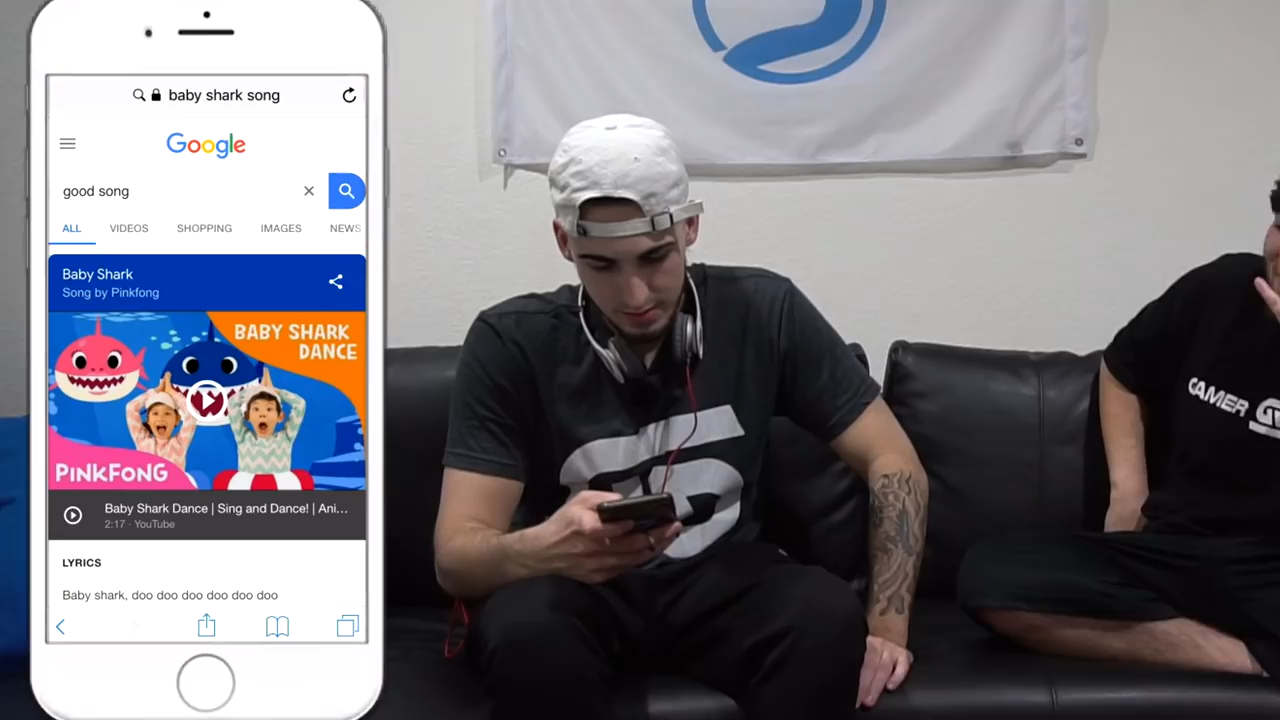 baby shark song
Google
good song
ALL VIDEOS SHOPPING IMAGES NEWS
Baby Shark
Song by Pinkfong
BABY SHARK
DANCE
PINKFONG
Baby Shark Dance | Sing and Dance! | Ani...
2:17 · YouTube
LYRICS
Baby shark, doo doo doo doo doo doo
GAMER